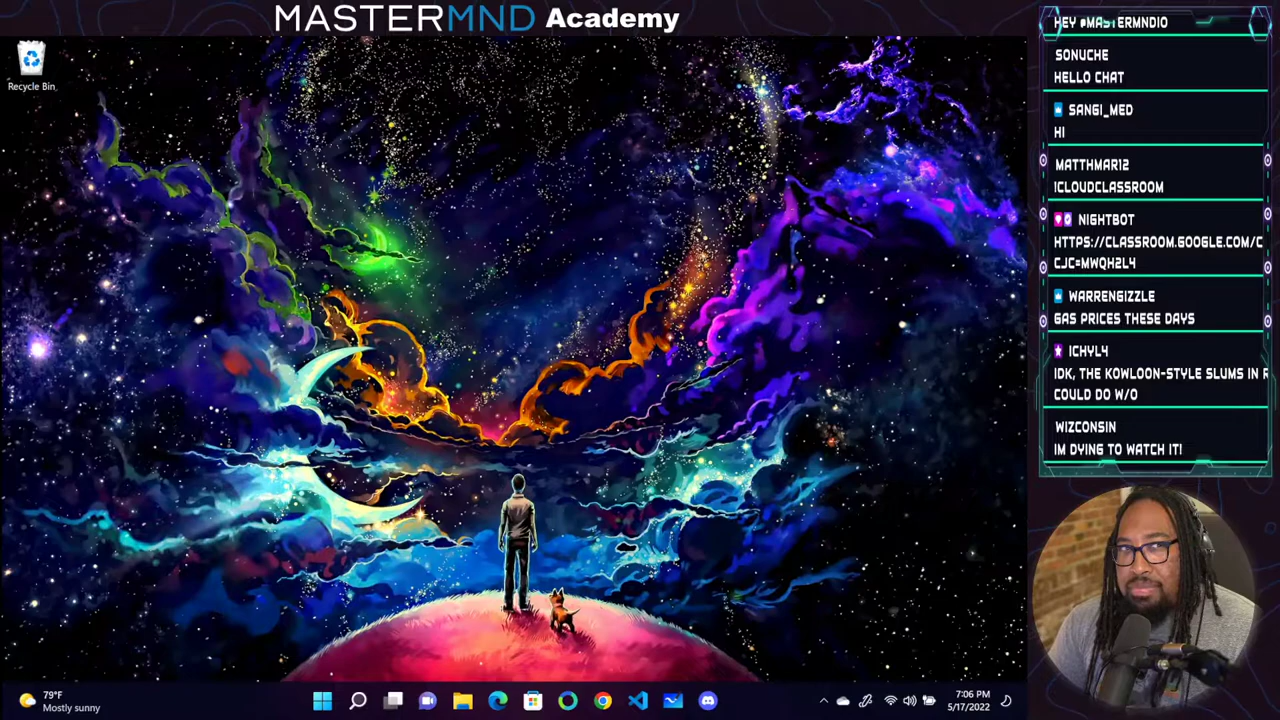 MASTERMND Academy
Recycle Bin
HEY @MASTERMNDIO
SONUCHE
HELLO CHAT
SANGI_MED
HI
MATTHMAR12
!CLOUDCLASSROOM
NIGHTBOT
HTTPS://CLASSROOM.GOOGLE.COM/C
CJC=MWQH2L4
WARRENGIZZLE
GAS PRICES THESE DAYS
ICHYL4
IDK, THE KOWLOON-STYLE SLUMS IN R
COULD DO W/O
WIZCONSIN
IM DYING TO WATCH IT!
79°F
Mostly sunny
7:06 PM
5/17/2022